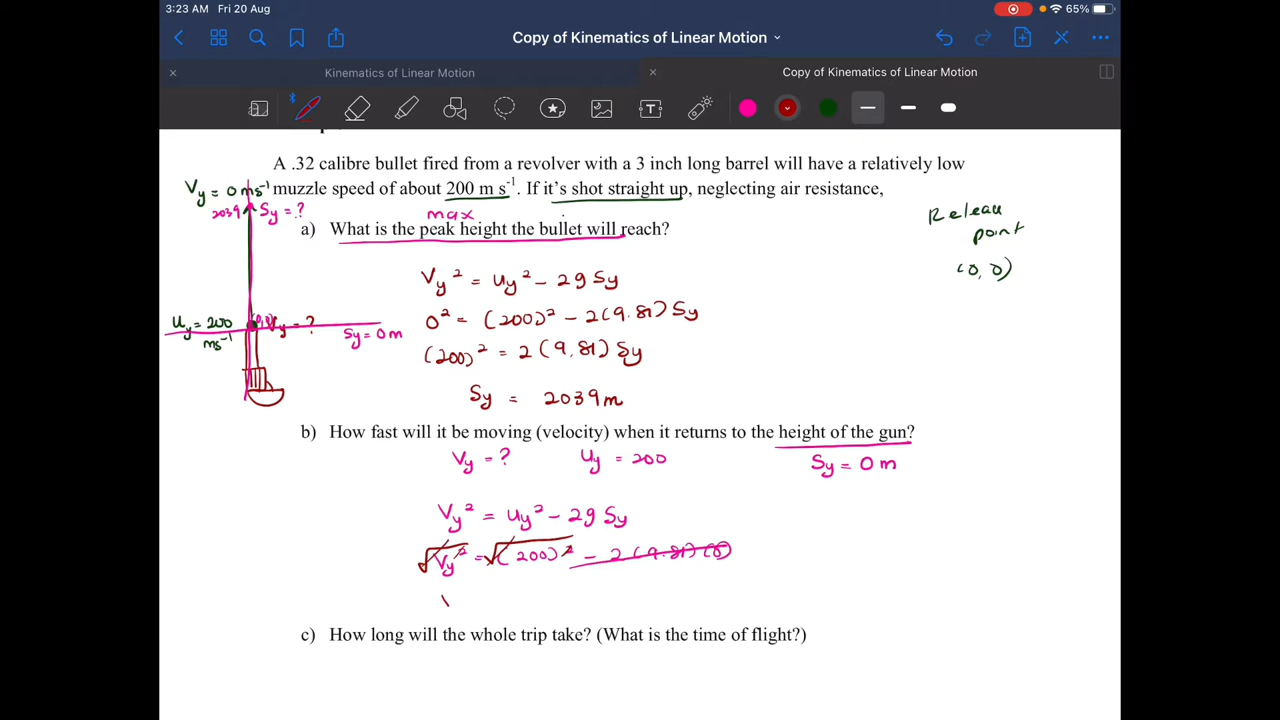 3:23 AM Fri 20 Aug
65%
Copy of Kinematics of Linear Motion
Kinematics of Linear Motion
Copy of Kinematics of Linear Motion
A .32 calibre bullet fired from a revolver with a 3 inch long barrel will have a relatively low
muzzle speed of about 200 m s⁻¹. If it's shot straight up, neglecting air resistance,
Vy = 0 ms⁻¹
2039 Sy = ?
max
a) What is the peak height the bullet will reach?
Release
point
(0, 0)
Vy² = Uy² - 2g Sy
0² = (200)² - 2(9.81) Sy
(200)² = 2(9.81) Sy
Sy = 2039m
Uy = 200
ms⁻¹
(0,0)
Vy = ?
Sy = 0 m
b) How fast will it be moving (velocity) when it returns to the height of the gun?
Vy = ? Uy = 200 Sy = 0 m
Vy² = Uy² - 2g Sy
√Vy² = √(200)² - 2(9.81)(0)
c) How long will the whole trip take? (What is the time of flight?)